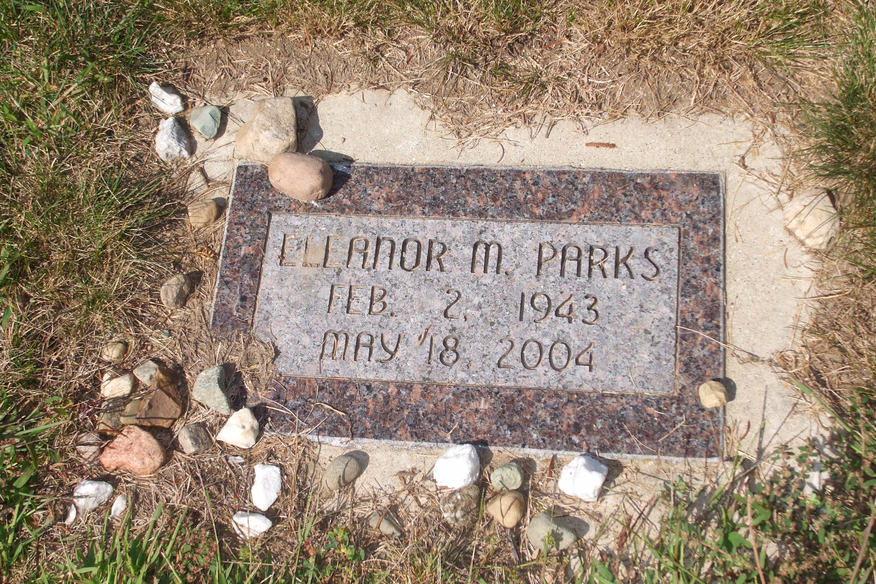 ELEANOR M. PARKS
FEB. 2, 1943
MAY 18, 2004